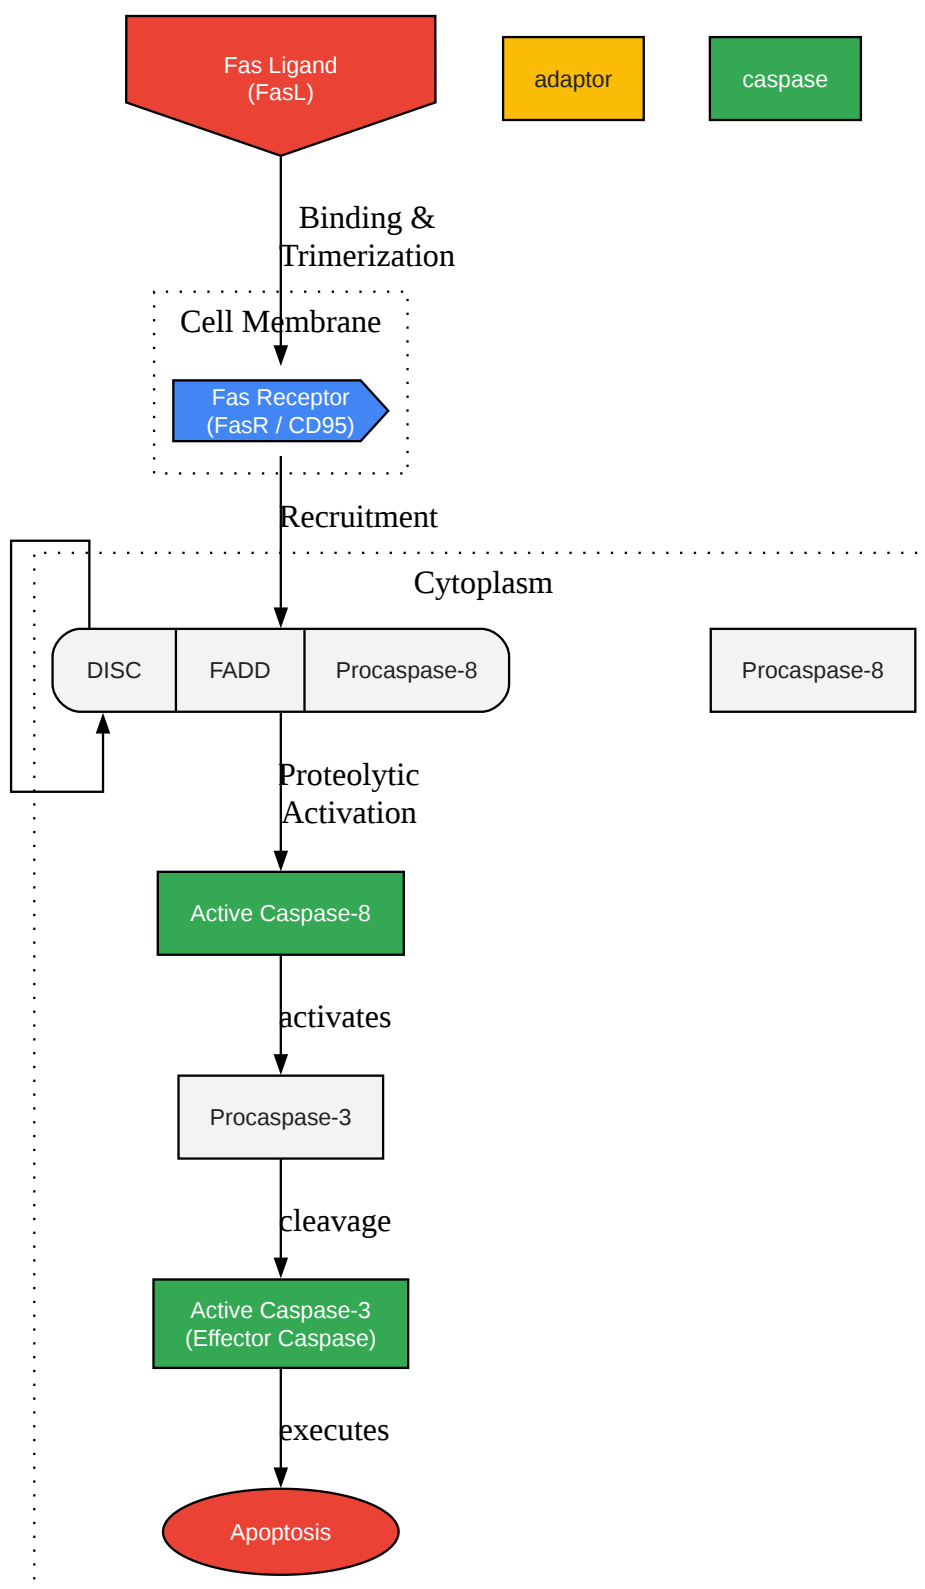 Fas Ligand
(FasL)
adaptor
caspase
Binding &
Trimerization
Cell Membrane
Fas Receptor
(FasR / CD95)
Recruitment
Cytoplasm
DISC
FADD
Procaspase-8
Procaspase-8
Proteolytic
Activation
Active Caspase-8
activates
Procaspase-3
cleavage
Active Caspase-3
(Effector Caspase)
executes
Apoptosis